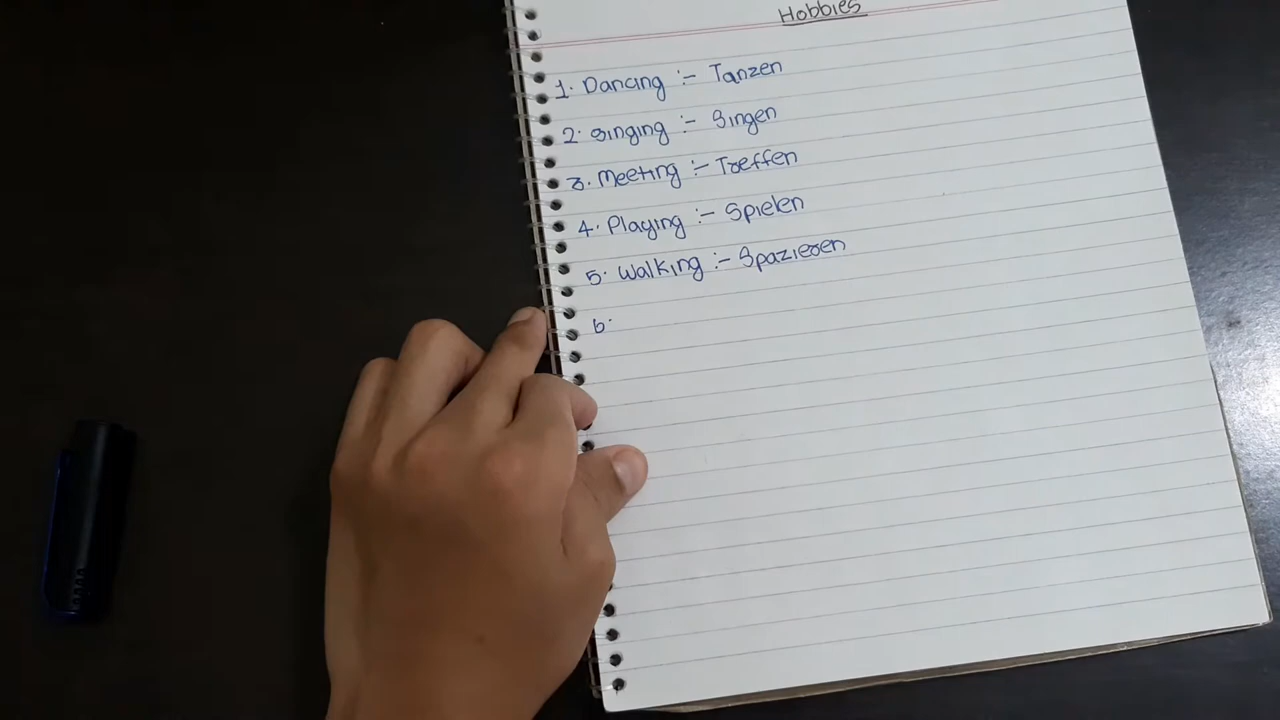 Hobbies
1. Dancing :- Tanzen
2. Singing :- Singen
3. Meeting :- Treffen
4. Playing :- Spielen
5. Walking :- Spazieren
6.